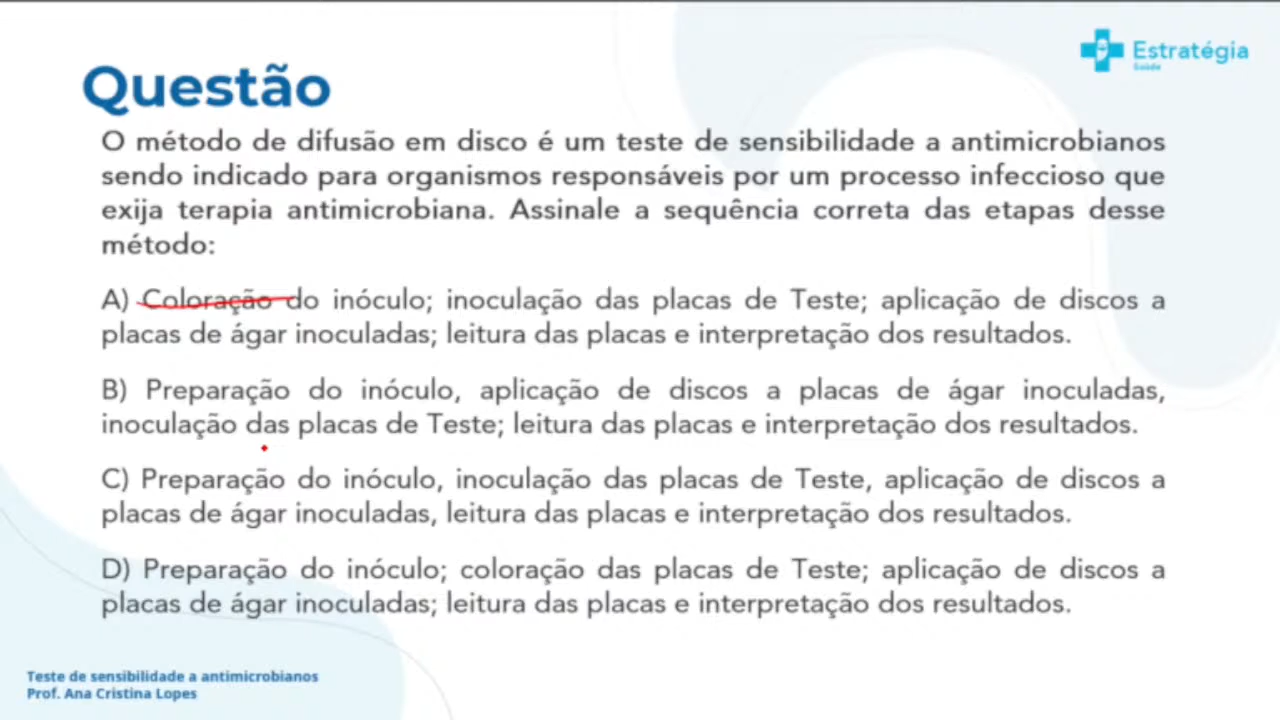 Estratégia
Saúde
Questão
O método de difusão em disco é um teste de sensibilidade a antimicrobianos
sendo indicado para organismos responsáveis por um processo infeccioso que
exija terapia antimicrobiana. Assinale a sequência correta das etapas desse
método:
A) Coloração do inóculo; inoculação das placas de Teste; aplicação de discos a
placas de ágar inoculadas; leitura das placas e interpretação dos resultados.
B) Preparação do inóculo, aplicação de discos a placas de ágar inoculadas,
inoculação das placas de Teste; leitura das placas e interpretação dos resultados.
C) Preparação do inóculo, inoculação das placas de Teste, aplicação de discos a
placas de ágar inoculadas, leitura das placas e interpretação dos resultados.
D) Preparação do inóculo; coloração das placas de Teste; aplicação de discos a
placas de ágar inoculadas; leitura das placas e interpretação dos resultados.
Teste de sensibilidade a antimicrobianos
Prof. Ana Cristina Lopes